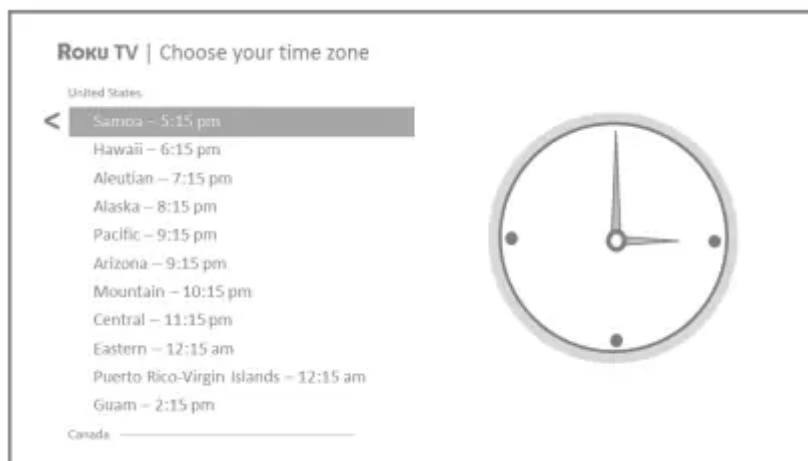 ROKU TV | Choose your time zone
United States
<
Samoa – 5:15 pm
Hawaii – 6:15 pm
Aleutian – 7:15 pm
Alaska – 8:15 pm
Pacific – 9:15 pm
Arizona – 9:15 pm
Mountain – 10:15 pm
Central – 11:15 pm
Eastern – 12:15 am
Puerto Rico-Virgin Islands – 12:15 am
Guam – 2:15 pm
Canada